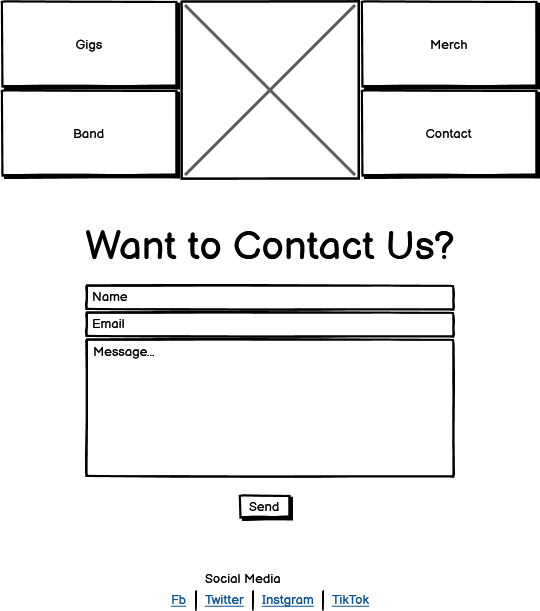 Gigs
Merch
Band
Contact
Want to Contact Us?
Name
Email
Message...
Send
Social Media
Fb | Twitter | Instgram | TikTok